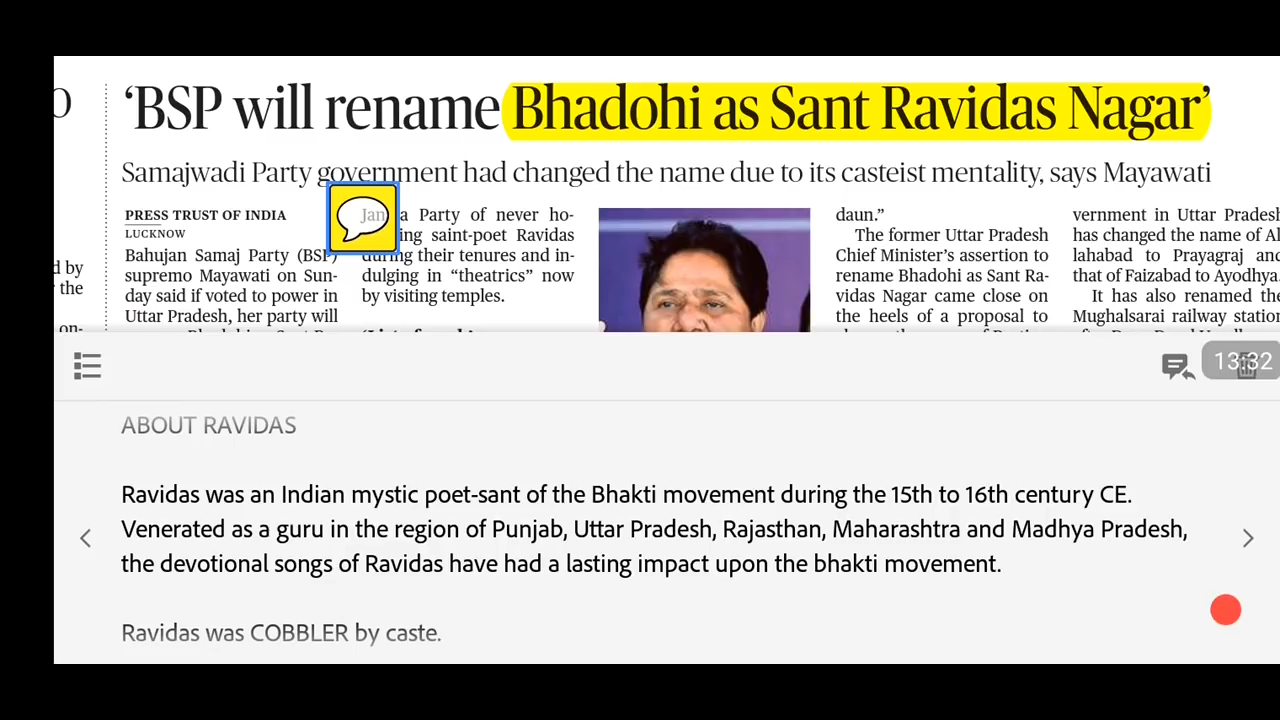 ‘BSP will rename Bhadohi as Sant Ravidas Nagar’
Samajwadi Party government had changed the name due to its casteist mentality, says Mayawati
PRESS TRUST OF INDIA
LUCKNOW
Bahujan Samaj Party (BSP)
supremo Mayawati on Sun-
day said if voted to power in
Uttar Pradesh, her party will
Jan a Party of never ho-
ing saint-poet Ravidas
during their tenures and in-
dulging in “theatrics” now
by visiting temples.
daun.”
The former Uttar Pradesh
Chief Minister’s assertion to
rename Bhadohi as Sant Ra-
vidas Nagar came close on
the heels of a proposal to
vernment in Uttar Pradesh
has changed the name of Al
lahabad to Prayagraj and
that of Faizabad to Ayodhya.
It has also renamed the
Mughalsarai railway station
d by
the
on-
13:32
ABOUT RAVIDAS
Ravidas was an Indian mystic poet-sant of the Bhakti movement during the 15th to 16th century CE.
Venerated as a guru in the region of Punjab, Uttar Pradesh, Rajasthan, Maharashtra and Madhya Pradesh,
the devotional songs of Ravidas have had a lasting impact upon the bhakti movement.
Ravidas was COBBLER by caste.